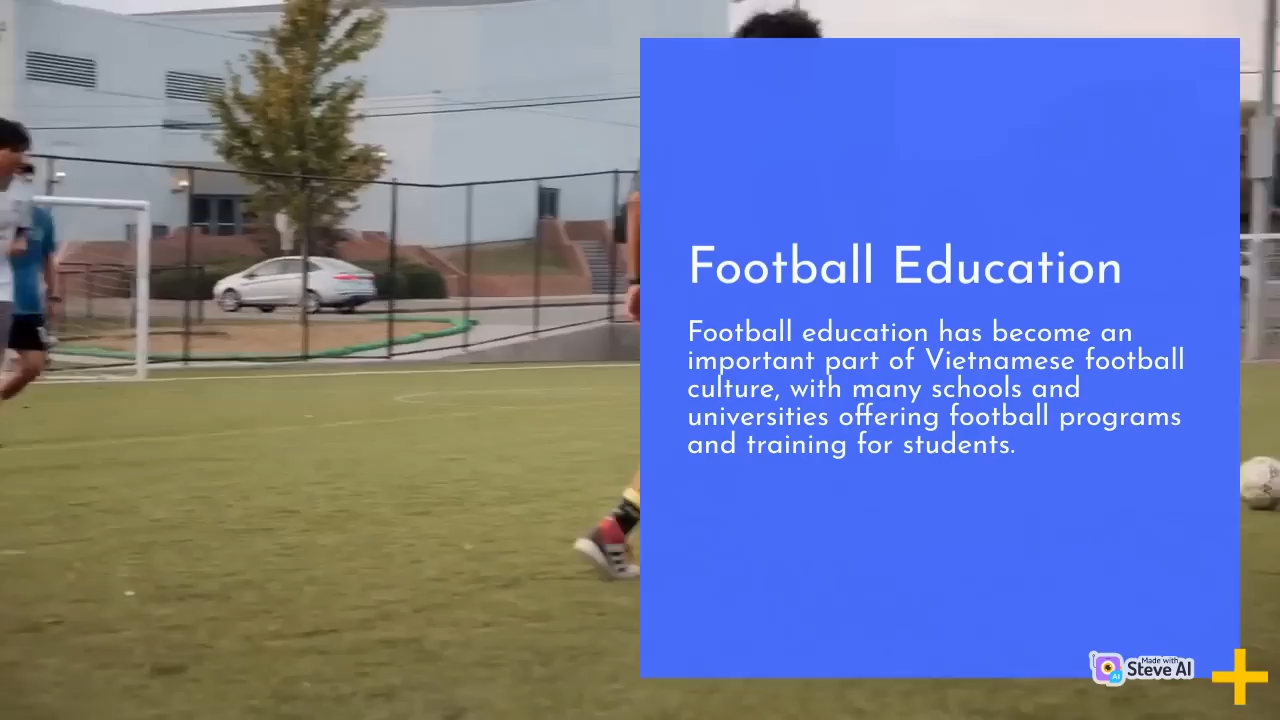 Football Education
Football education has become an
important part of Vietnamese football
culture, with many schools and
universities offering football programs
and training for students.
Made with
Steve AI
AI